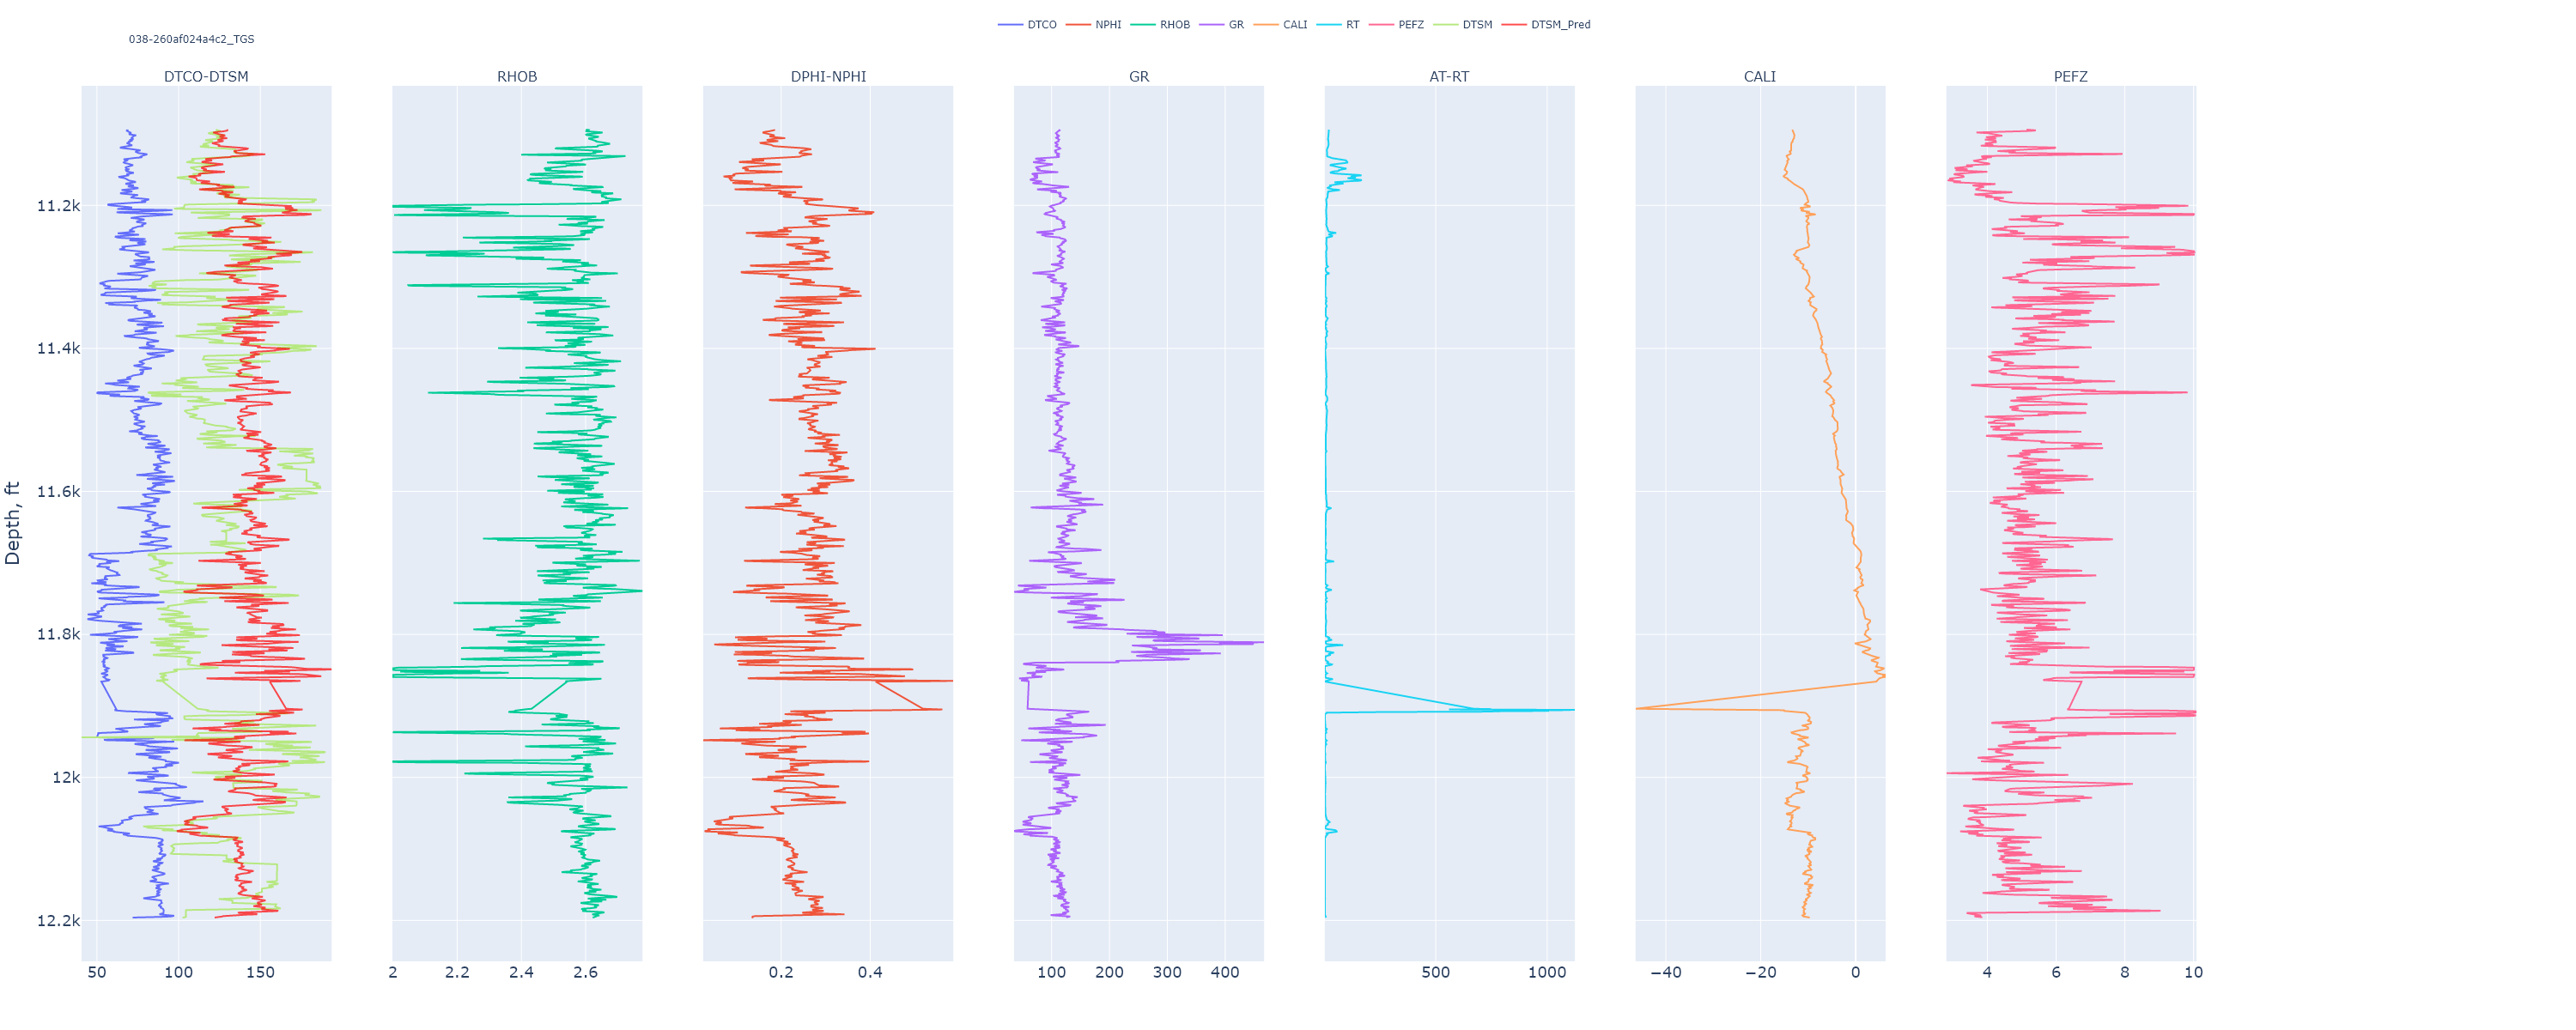 DTCO NPHI RHOB GR CALI RT PEFZ DTSM DTSM_Pred
038-260af024a4c2_TGS
DTCO-DTSM RHOB DPHI-NPHI GR AT-RT CALI PEFZ
Depth, ft
11.2k
11.4k
11.6k
11.8k
12k
12.2k
50 100 150 2 2.2 2.4 2.6 0.2 0.4 100 200 300 400 500 1000 −40 −20 0 4 6 8 10